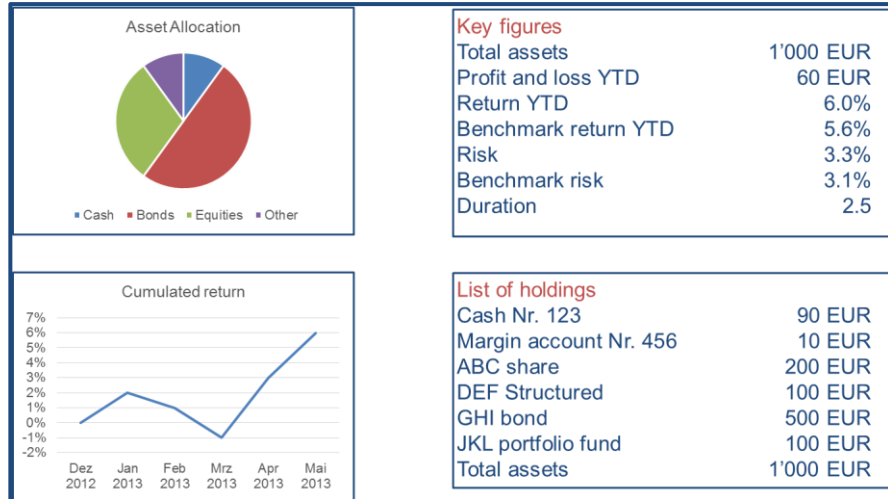 Asset Allocation
Cash Bonds Equities Other
Key figures
Total assets 1’000 EUR
Profit and loss YTD 60 EUR
Return YTD 6.0%
Benchmark return YTD 5.6%
Risk 3.3%
Benchmark risk 3.1%
Duration 2.5
Cumulated return
7%
6%
5%
4%
3%
2%
1%
0%
-1%
-2%
Dez Jan Feb Mrz Apr Mai
2012 2013 2013 2013 2013 2013
List of holdings
Cash Nr. 123 90 EUR
Margin account Nr. 456 10 EUR
ABC share 200 EUR
DEF Structured 100 EUR
GHI bond 500 EUR
JKL portfolio fund 100 EUR
Total assets 1’000 EUR